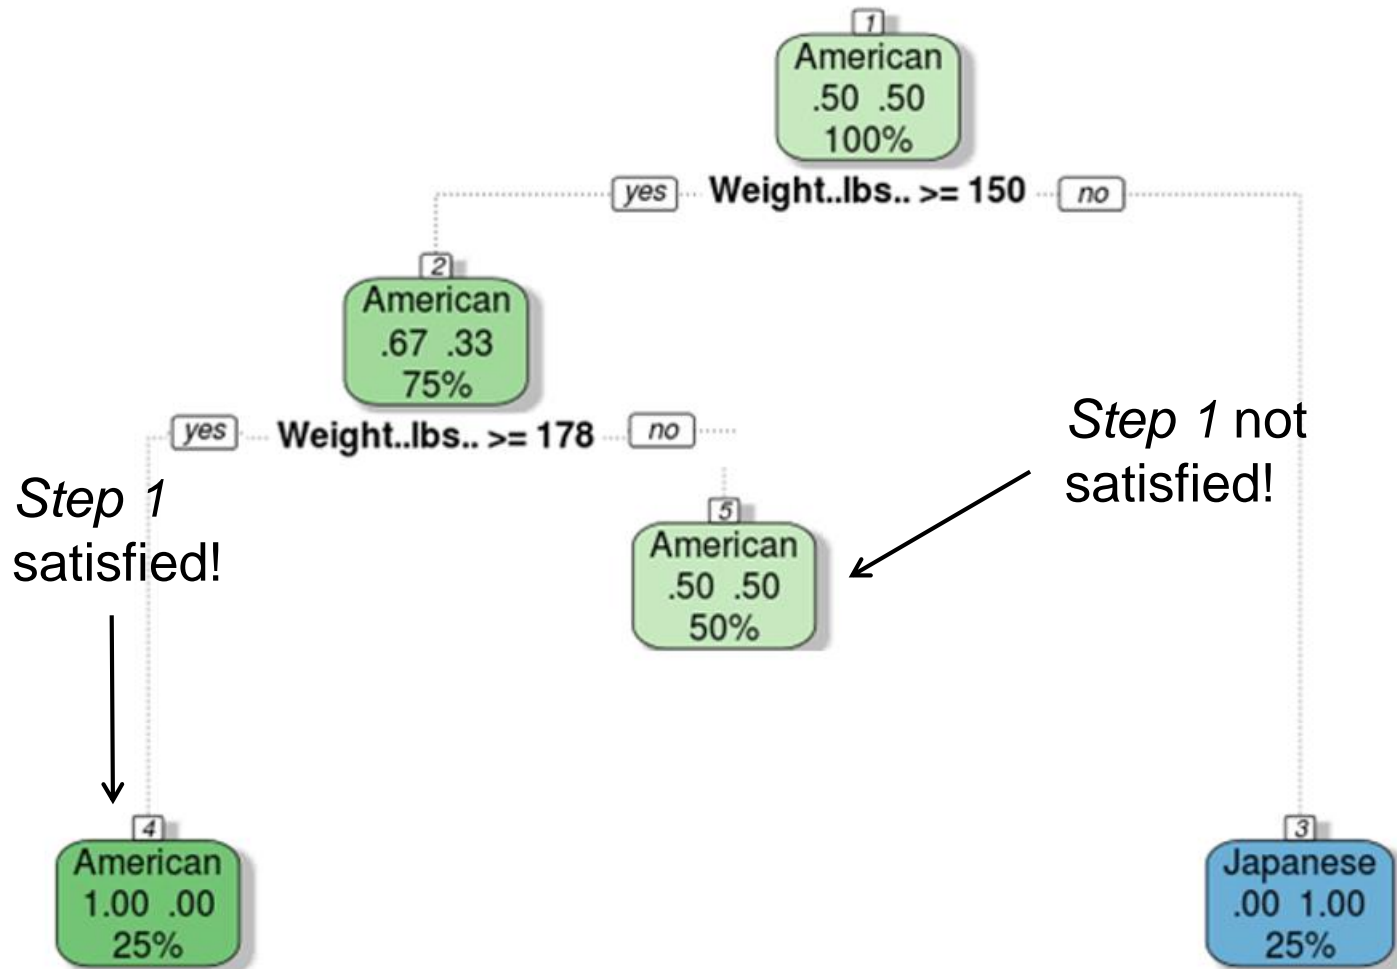 1
American
.50 .50
100%
yes Weight..lbs.. >= 150 no
2
American
.67 .33
75%
yes Weight..lbs.. >= 178 no
Step 1 not
satisfied!
Step 1
satisfied!
5
American
.50 .50
50%
4
American
1.00 .00
25%
3
Japanese
.00 1.00
25%